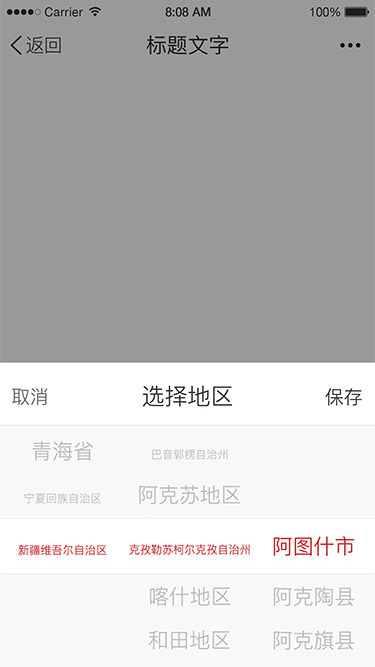 Carrier 8:08 AM 100%
返回 标题文字
取消 选择地区 保存
青海省 巴音郭楞自治州
宁夏回族自治区 阿克苏地区
新疆维吾尔自治区 克孜勒苏柯尔克孜自治州 阿图什市
喀什地区 阿克陶县
和田地区 阿克旗县